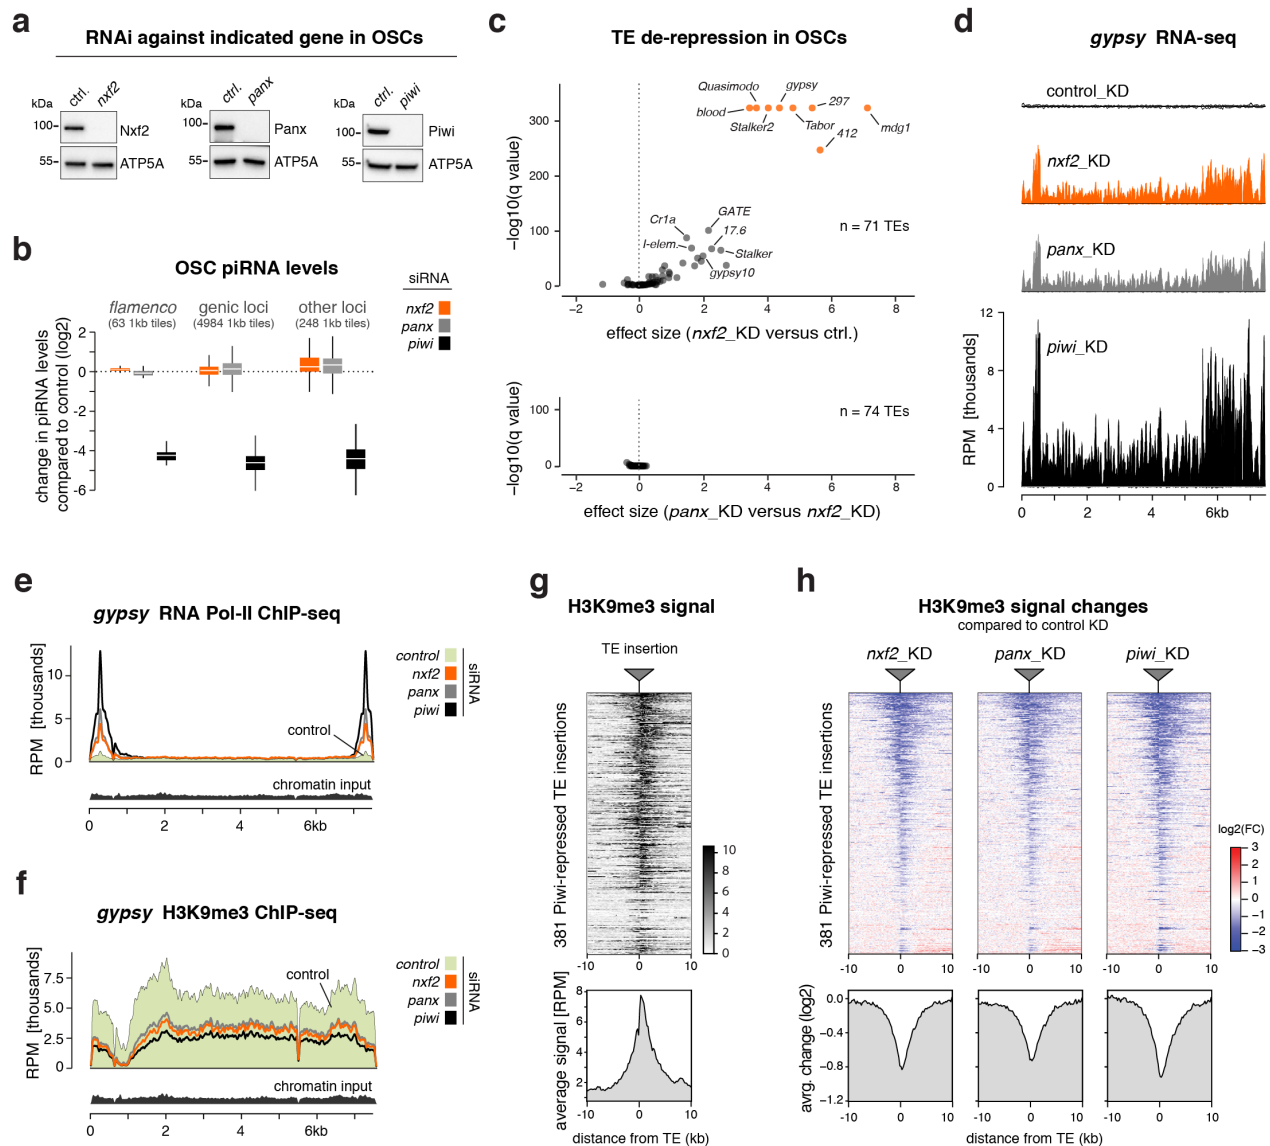 a
RNAi against indicated gene in OSCs
kDa
ctrl.
nxf2
100-
Nxf2
55-
ATP5A
kDa
ctrl.
panx
100-
Panx
55-
ATP5A
kDa
ctrl.
piwi
100-
Piwi
55-
ATP5A
b
OSC piRNA levels
siRNA
nxf2
panx
piwi
flamenco
(63 1kb tiles)
genic loci
(4984 1kb tiles)
other loci
(248 1kb tiles)
change in piRNA levels
compared to control (log2)
2
0
-2
-4
-6
c
TE de-repression in OSCs
−log10(q value)
300
200
100
0
Quasimodo
gypsy
blood
297
Stalker2
Tabor
mdg1
412
Cr1a
GATE
17.6
I-elem.
Stalker
gypsy10
n = 71 TEs
−2 0 2 4 6 8
effect size (nxf2_KD versus ctrl.)
−log10(q value)
100
0
n = 74 TEs
−2 0 2 4 6 8
effect size (panx_KD versus nxf2_KD)
d
gypsy RNA-seq
control_KD
nxf2_KD
panx_KD
piwi_KD
RPM [thousands]
12
8
4
0
0 2 4 6kb
e
gypsy RNA Pol-II ChIP-seq
RPM [thousands]
10
5
0
control
nxf2
panx
piwi
siRNA
control
chromatin input
0 2 4 6kb
f
gypsy H3K9me3 ChIP-seq
RPM [thousands]
7.5
5.0
2.5
0
control
nxf2
panx
piwi
siRNA
control
chromatin input
0 2 4 6kb
g
H3K9me3 signal
TE insertion
381 Piwi-repressed TE insertions
10
8
6
4
2
0
-10 0 10
average signal [RPM]
8
6
4
2
-10 0 10
distance from TE (kb)
h
H3K9me3 signal changes
compared to control KD
nxf2_KD
panx_KD
piwi_KD
381 Piwi-repressed TE insertions
log2(FC)
3
2
1
0
−1
−2
−3
-10 0 10
-10 0 10
-10 0 10
avrg. change (log2)
0.0
−0.4
−0.8
−1.2
-10 0 10
-10 0 10
-10 0 10
distance from TE (kb)